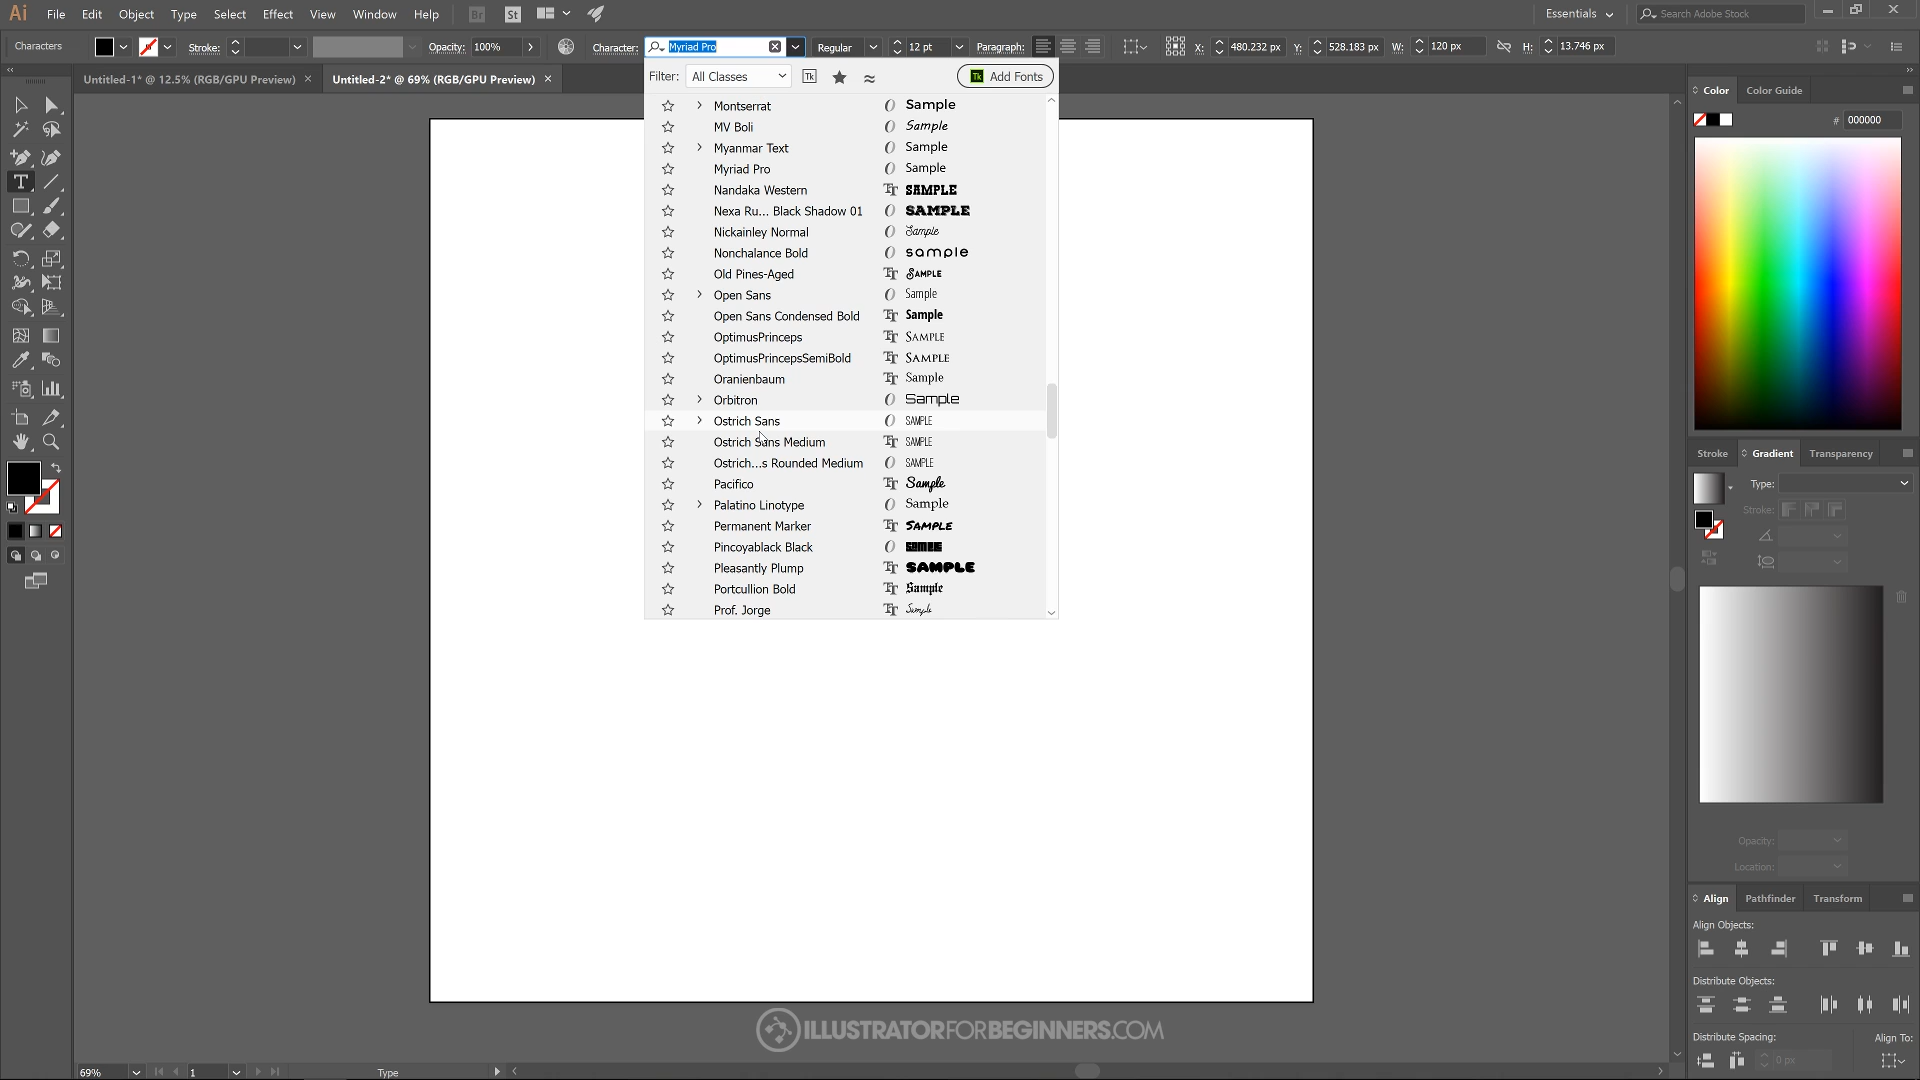 Ai File Edit Object Type Select Effect View Window Help Br St Essentials Search Adobe Stock
Characters Stroke: Opacity: 100% Character: Myriad Pro Regular 12 pt Paragraph: X: 480.232 px Y: 528.183 px W: 120 px H: 13.746 px
Untitled-1* @ 12.5% (RGB/GPU Preview) Untitled-2* @ 69% (RGB/GPU Preview)
Filter: All Classes Tk Tk Add Fonts
Montserrat Sample
MV Boli Sample
Myanmar Text Sample
Myriad Pro Sample
Nandaka Western SAMPLE
Nexa Ru... Black Shadow 01 SAMPLE
Nickainley Normal Sample
Nonchalance Bold sample
Old Pines-Aged SAMPLE
Open Sans Sample
Open Sans Condensed Bold Sample
OptimusPrinceps SAMPLE
OptimusPrincepsSemiBold SAMPLE
Oranienbaum Sample
Orbitron Sample
Ostrich Sans SAMPLE
Ostrich Sans Medium SAMPLE
Ostrich...s Rounded Medium SAMPLE
Pacifico Sample
Palatino Linotype Sample
Permanent Marker SAMPLE
Pincoyablack Black SAMPLE
Pleasantly Plump SAMPLE
Portcullion Bold Sample
Prof. Jorge Sample
Color Color Guide
# 000000
Stroke Gradient Transparency
Type:
Stroke:
Opacity:
Location:
Align Pathfinder Transform
Align Objects:
Distribute Objects:
Distribute Spacing: Align To:
0 px
ILLUSTRATORFORBEGINNERS.COM
69% 1 Type